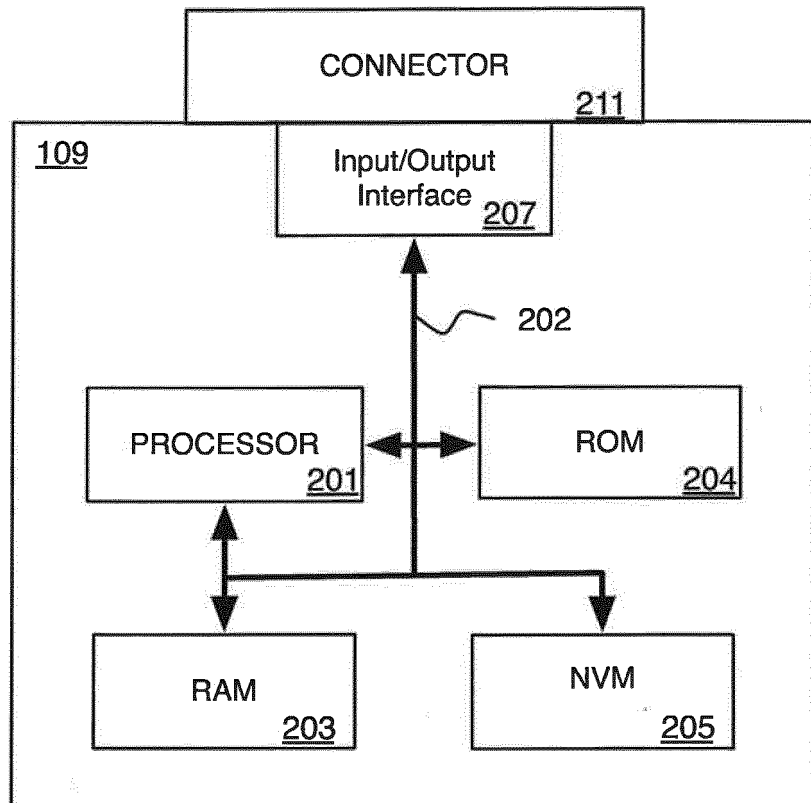 CONNECTOR
211
109
Input/Output
Interface
207
202
PROCESSOR
201
ROM
204
RAM
203
NVM
205